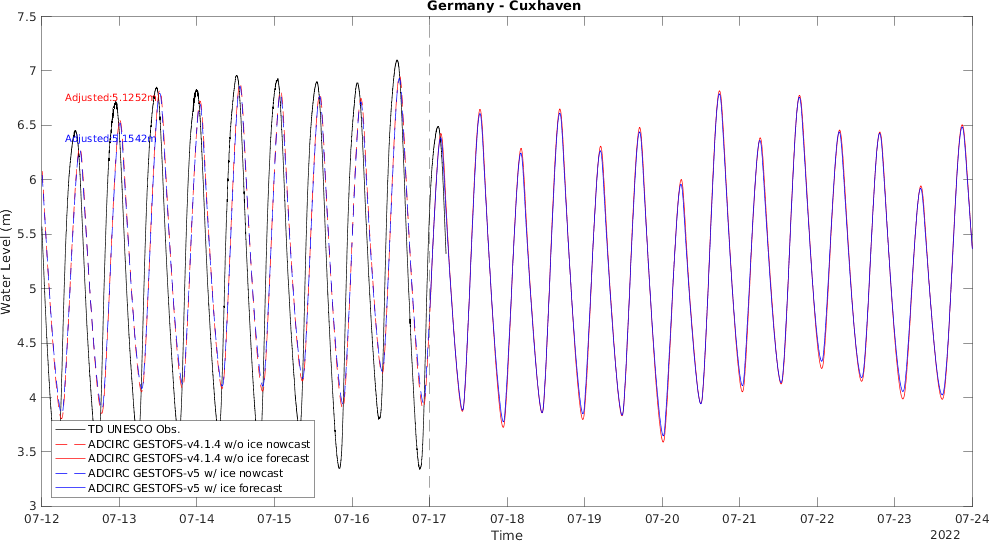 Germany - Cuxhaven
7.5
7
6.5
6
5.5
5
4.5
4
3.5
3
Water Level (m)
Adjusted:5.1252m
Adjusted:5.1542m
TD UNESCO Obs.
ADCIRC GESTOFS-v4.1.4 w/o ice nowcast
ADCIRC GESTOFS-v4.1.4 w/o ice forecast
ADCIRC GESTOFS-v5 w/ ice nowcast
ADCIRC GESTOFS-v5 w/ ice forecast
07-12 07-13 07-14 07-15 07-16 07-17 07-18 07-19 07-20 07-21 07-22 07-23 07-24
Time
2022